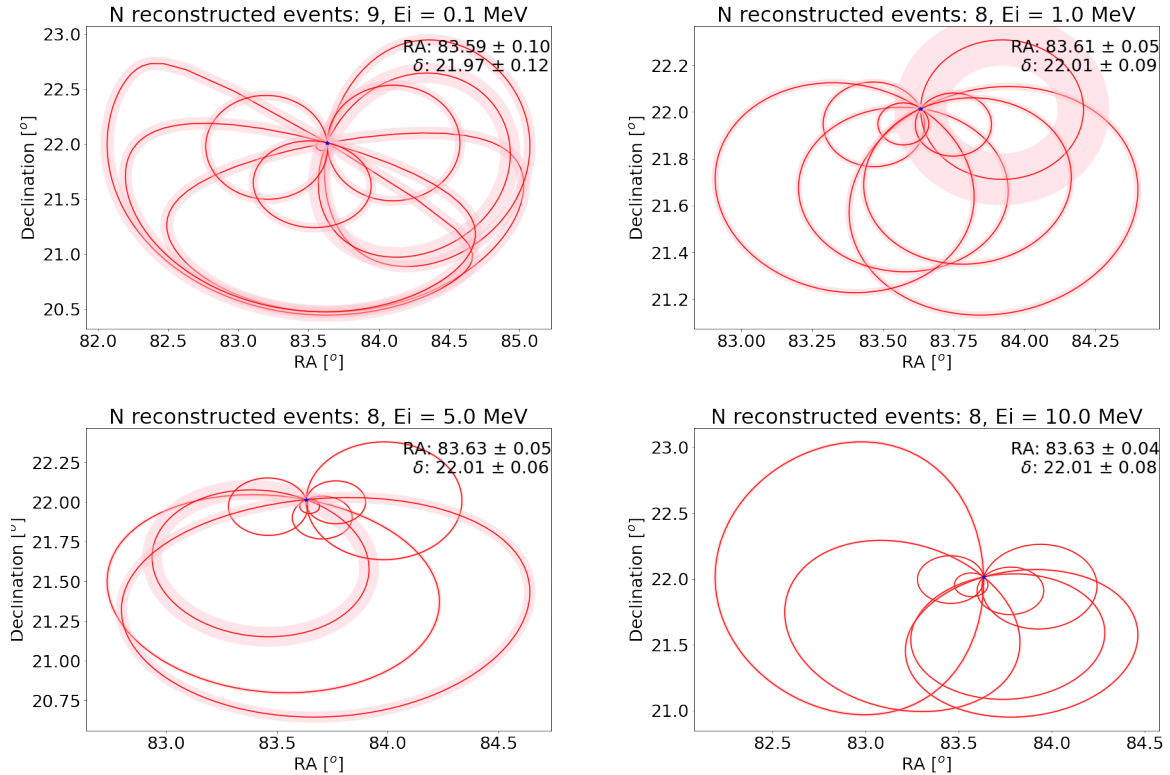 N reconstructed events: 9, Ei = 0.1 MeV
RA: 83.59 ± 0.10
δ: 21.97 ± 0.12
Declination [°]
23.0
22.5
22.0
21.5
21.0
20.5
82.0 82.5 83.0 83.5 84.0 84.5 85.0
RA [°]
N reconstructed events: 8, Ei = 1.0 MeV
RA: 83.61 ± 0.05
δ: 22.01 ± 0.09
Declination [°]
22.2
22.0
21.8
21.6
21.4
21.2
83.00 83.25 83.50 83.75 84.00 84.25
RA [°]
N reconstructed events: 8, Ei = 5.0 MeV
RA: 83.63 ± 0.05
δ: 22.01 ± 0.06
Declination [°]
22.25
22.00
21.75
21.50
21.25
21.00
20.75
83.0 83.5 84.0 84.5
RA [°]
N reconstructed events: 8, Ei = 10.0 MeV
RA: 83.63 ± 0.04
δ: 22.01 ± 0.08
Declination [°]
23.0
22.5
22.0
21.5
21.0
82.5 83.0 83.5 84.0 84.5
RA [°]